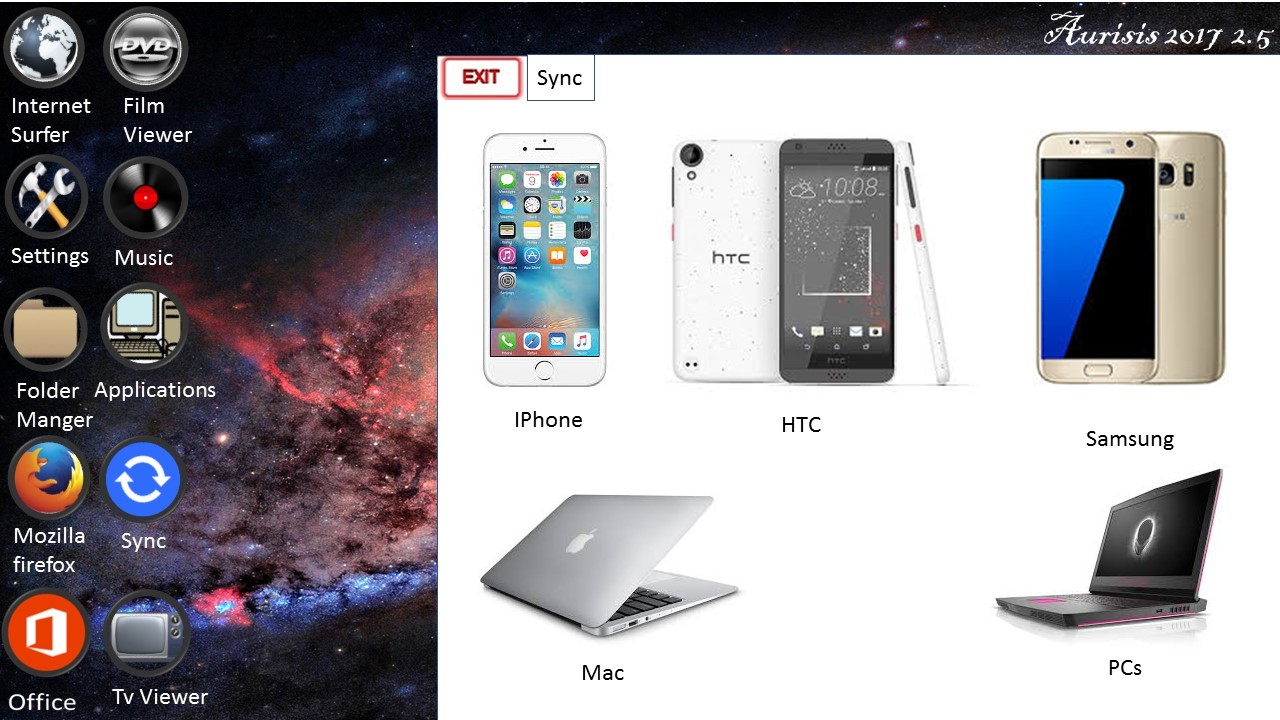 Aurisis 2017 2.5
DVD
Internet
Surfer
Film
Viewer
Settings
Music
Folder
Manger
Applications
Mozilla
firefox
Sync
Office
Tv Viewer
EXIT
Sync
IPhone
hTC
10:08
hTC
HTC
Samsung
Mac
PCs